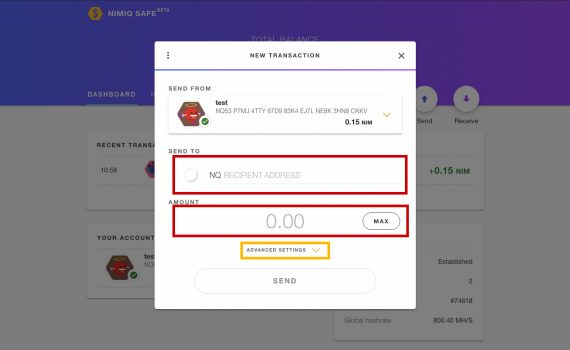 NIMIQ SAFE BETA
TOTAL BALANCE
NEW TRANSACTION
SEND FROM
test
NQ53 P7MJ 4TTY 67D9 83K4 EJ7L NE8K 3HN8 CKKV
0.15 NIM
DASHBOARD
Send
Receive
SEND TO
RECENT TRANSA
10:58
NQ RECIPIENT ADDRESS
+0.15 NIM
AMOUNT
0.00
MAX
YOUR ACCOUNT
ADVANCED SETTINGS
test
NQ
Established
2
SEND
#74618
Global hashrate
800.40 MH/S